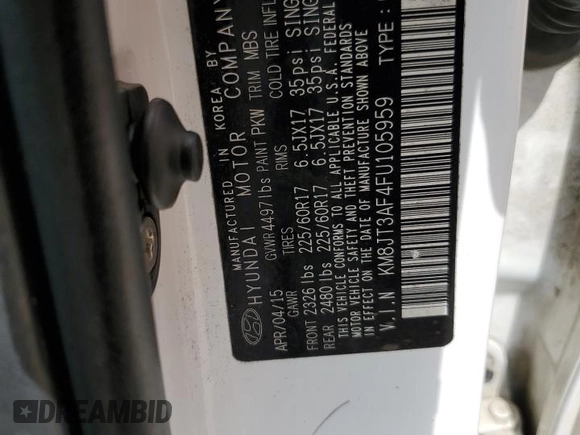 MANUFACTURED IN KOREA BY
HYUNDAI MOTOR COMPANY
APR/04/15 GVWR 4497 lbs PAINT PKW TRIM MBS
GAWR TIRES RIMS COLD TIRE INFL
FRONT 2326 lbs 225/60R17 6.5JX17 35psi SING
REAR 2480 lbs 225/60R17 6.5JX17 35psi SING
THIS VEHICLE CONFORMS TO ALL APPLICABLE U.S.A. FEDERAL
MOTOR VEHICLE SAFETY AND THEFT PREVENTION STANDARDS
IN EFFECT ON THE DATE OF MANUFACTURE SHOWN ABOVE
V.I.N KM8JT3AF4FU105959 TYPE :
DREAMBID